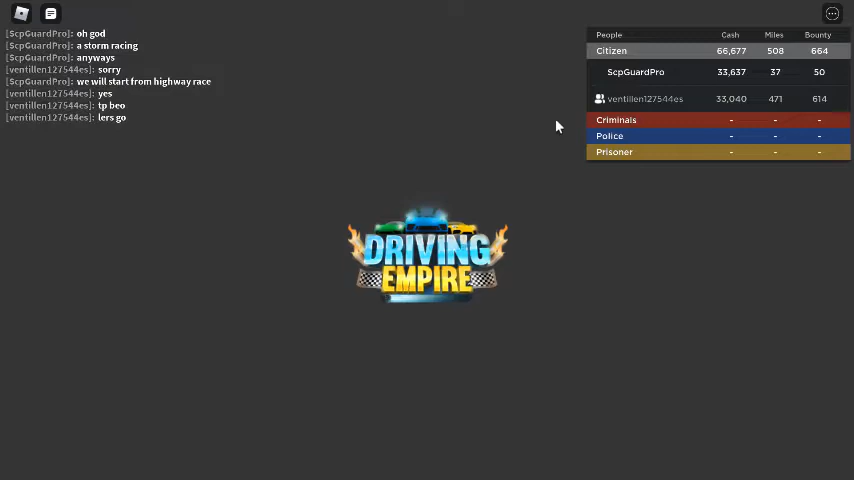 [ScpGuardPro]: oh god
[ScpGuardPro]: a storm racing
[ScpGuardPro]: anyways
[ventillen127544es]: sorry
[ScpGuardPro]: we will start from highway race
[ventillen127544es]: yes
[ventillen127544es]: tp beo
[ventillen127544es]: lers go
People Cash Miles Bounty
Citizen 66,677 508 664
ScpGuardPro 33,637 37 50
ventillen127544es 33,040 471 614
Criminals - - -
Police - - -
Prisoner - - -
DRIVING
EMPIRE